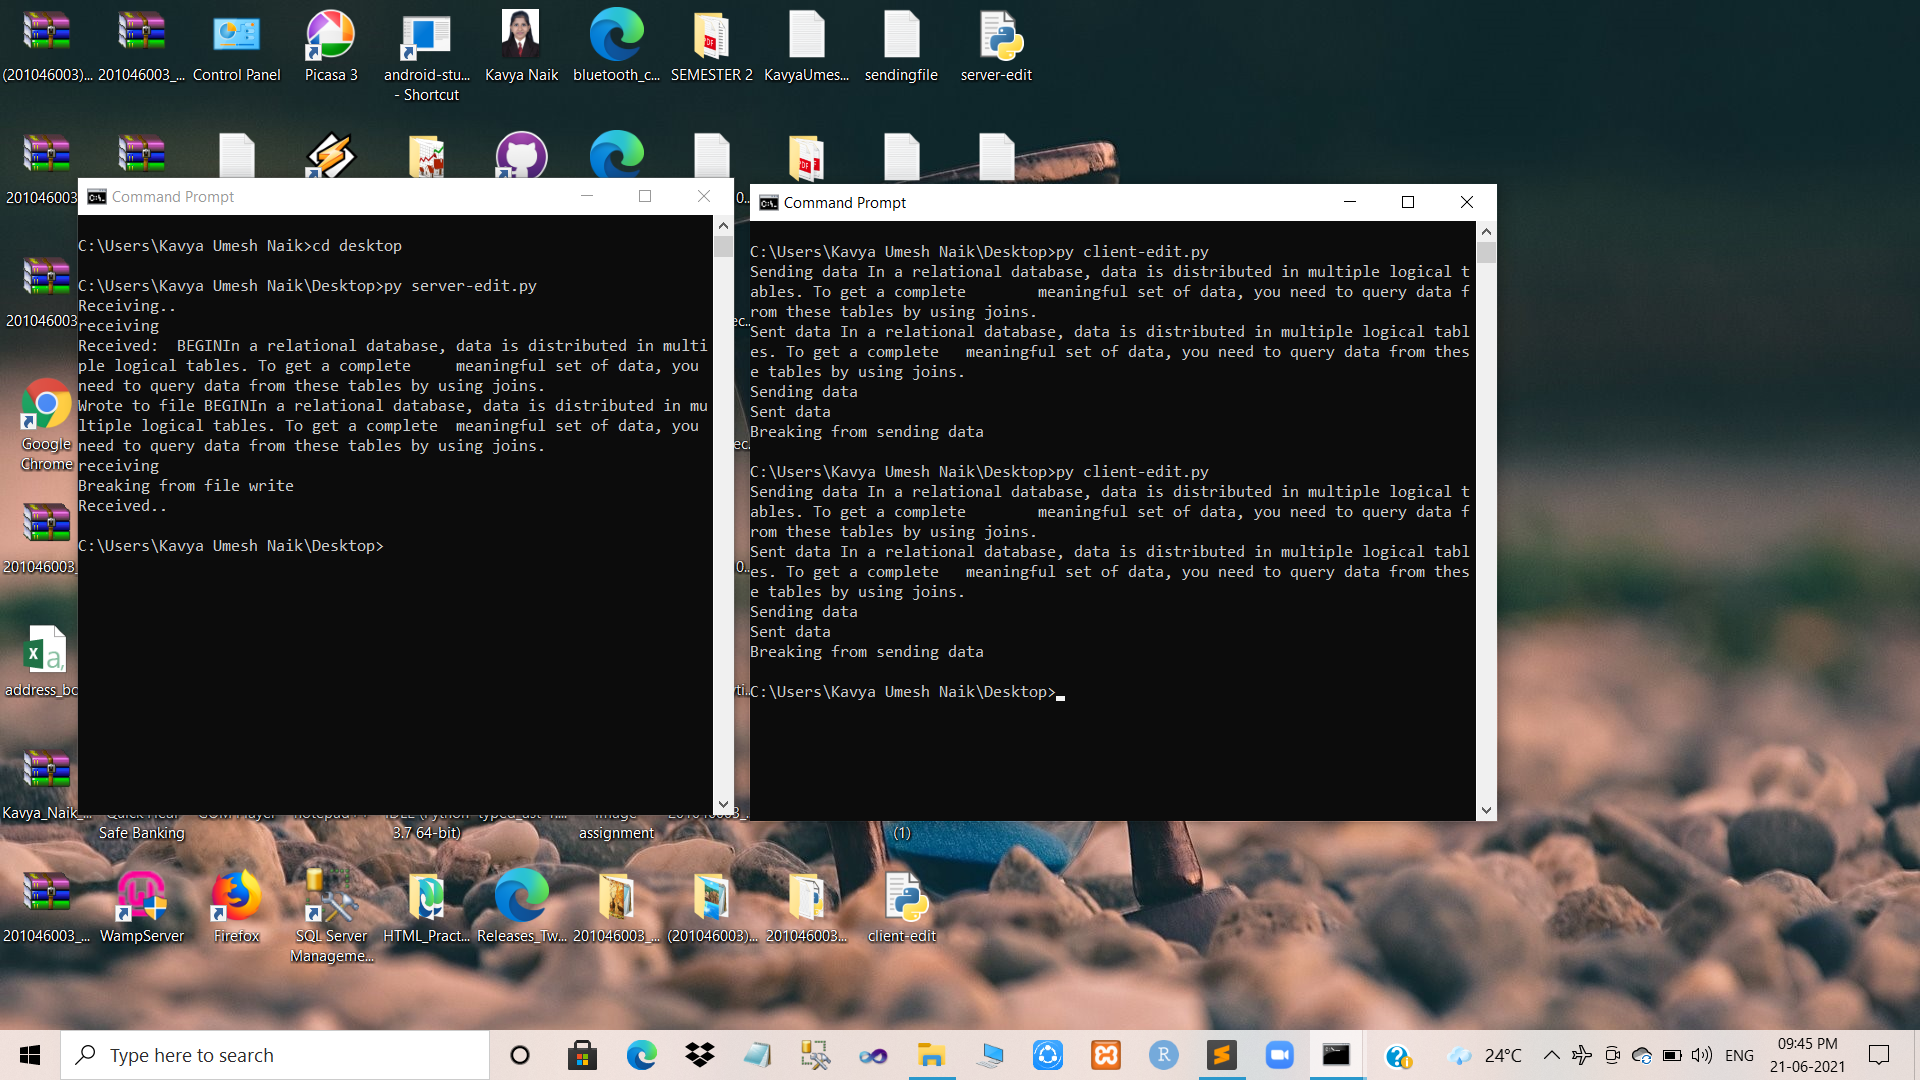 (201046003)... 201046003_... Control Panel Picasa 3 android-stu... - Shortcut Kavya Naik bluetooth_c... SEMESTER 2 KavyaUmes... sendingfile server-edit
201046003
201046003
Google Chrome
201046003_
address_bc
Kavya_Naik_...
Safe Banking
3.7 64-bit)
assignment
(1)
201046003_... WampServer Firefox SQL Server Manageme... HTML_Pract... Releases_Tw... 201046003_... (201046003)... 201046003... client-edit
Command Prompt
C:\Users\Kavya Umesh Naik>cd desktop
C:\Users\Kavya Umesh Naik\Desktop>py server-edit.py
Receiving..
receiving
Received:  BEGINIn a relational database, data is distributed in multi
ple logical tables. To get a complete     meaningful set of data, you
need to query data from these tables by using joins.
Wrote to file BEGINIn a relational database, data is distributed in mu
ltiple logical tables. To get a complete  meaningful set of data, you
need to query data from these tables by using joins.
receiving
Breaking from file write
Received..
C:\Users\Kavya Umesh Naik\Desktop>
Command Prompt
C:\Users\Kavya Umesh Naik\Desktop>py client-edit.py
Sending data In a relational database, data is distributed in multiple logical t
ables. To get a complete        meaningful set of data, you need to query data f
rom these tables by using joins.
Sent data In a relational database, data is distributed in multiple logical tabl
es. To get a complete   meaningful set of data, you need to query data from thes
e tables by using joins.
Sending data
Sent data
Breaking from sending data
C:\Users\Kavya Umesh Naik\Desktop>py client-edit.py
Sending data In a relational database, data is distributed in multiple logical t
ables. To get a complete        meaningful set of data, you need to query data f
rom these tables by using joins.
Sent data In a relational database, data is distributed in multiple logical tabl
es. To get a complete   meaningful set of data, you need to query data from thes
e tables by using joins.
Sending data
Sent data
Breaking from sending data
C:\Users\Kavya Umesh Naik\Desktop>
Type here to search
24°C
ENG
09:45 PM
21-06-2021